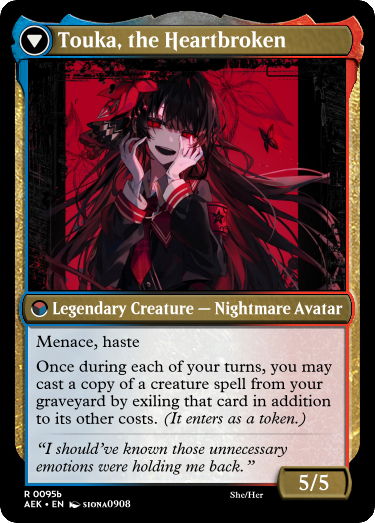 Touka, the Heartbroken
Legendary Creature — Nightmare Avatar
Menace, haste
Once during each of your turns, you may
cast a copy of a creature spell from your
graveyard by exiling that card in addition
to its other costs. (It enters as a token.)
“I should’ve known those unnecessary
emotions were holding me back.”
5/5
R 0095b
She/Her
AEK • EN SIONA0908